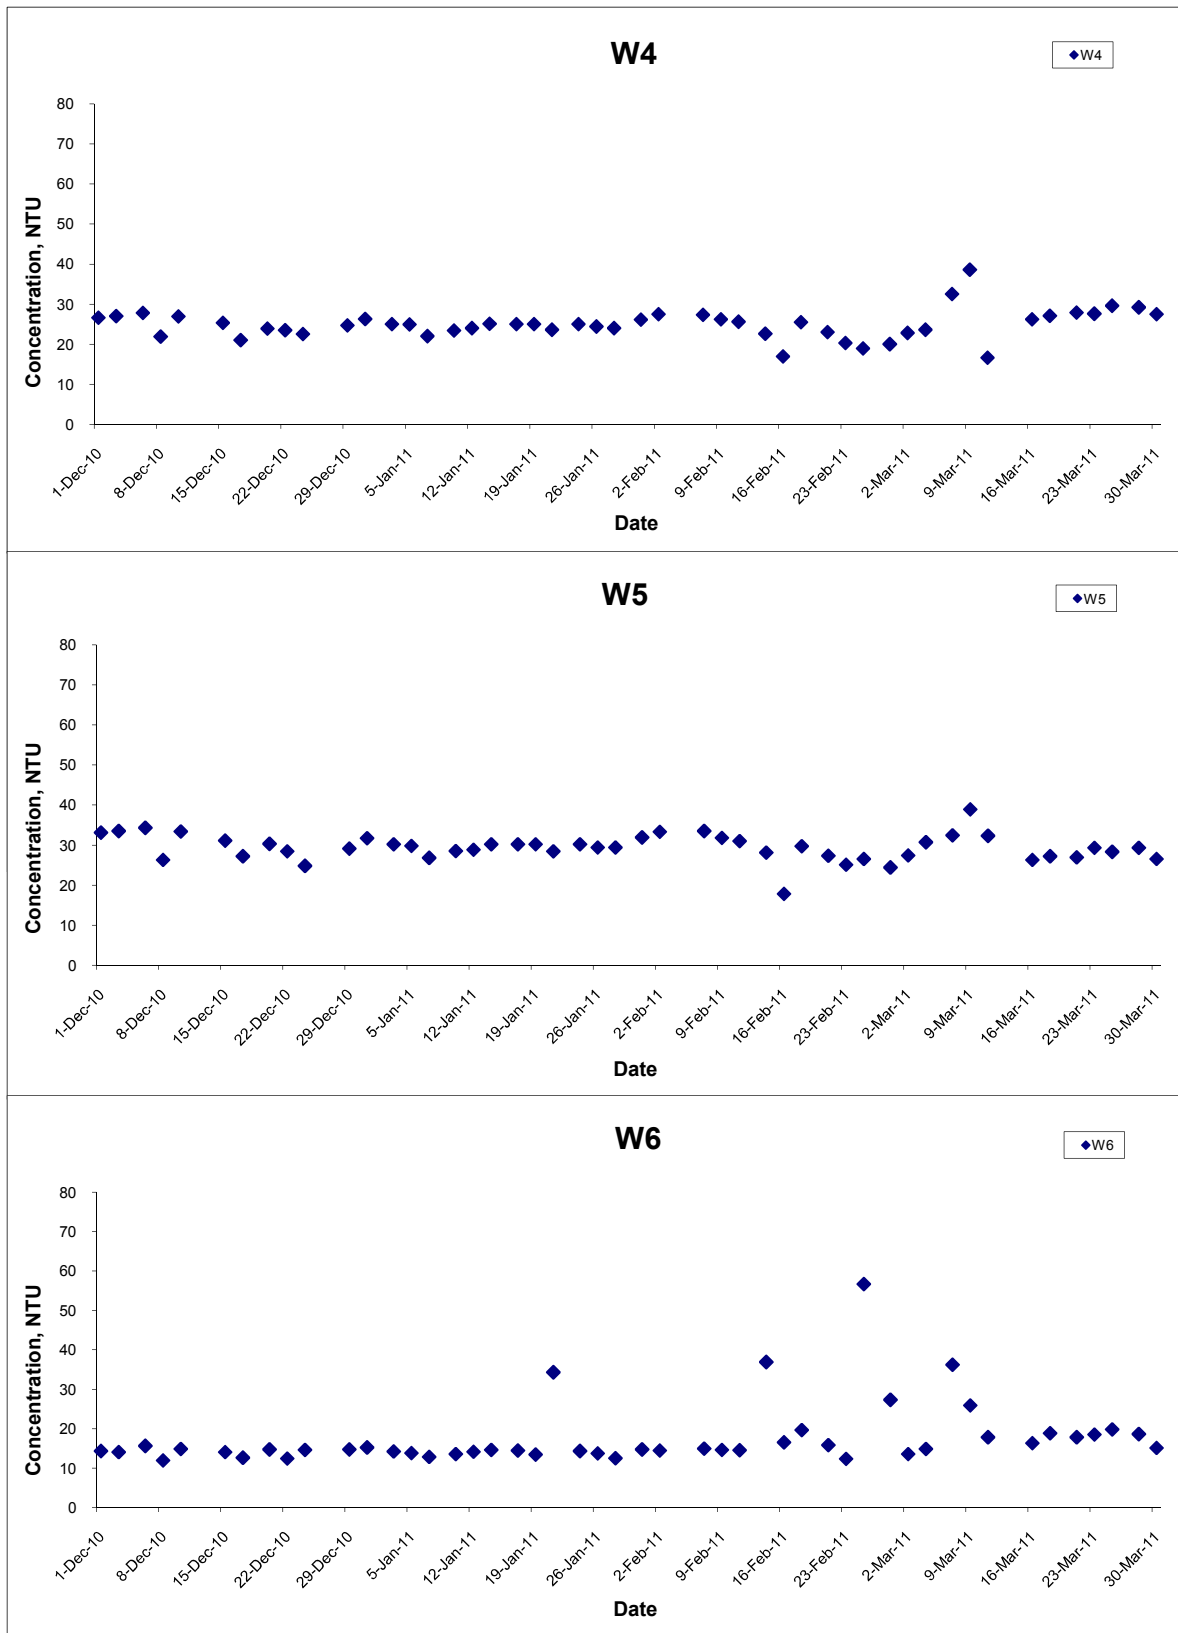 W4
W4
80
70
60
50
40
30
20
10
0
Concentration, NTU
1-Dec-10
8-Dec-10
15-Dec-10
22-Dec-10
29-Dec-10
5-Jan-11
12-Jan-11
19-Jan-11
26-Jan-11
2-Feb-11
9-Feb-11
16-Feb-11
23-Feb-11
2-Mar-11
9-Mar-11
16-Mar-11
23-Mar-11
30-Mar-11
Date
W5
W5
80
70
60
50
40
30
20
10
0
Concentration, NTU
1-Dec-10
8-Dec-10
15-Dec-10
22-Dec-10
29-Dec-10
5-Jan-11
12-Jan-11
19-Jan-11
26-Jan-11
2-Feb-11
9-Feb-11
16-Feb-11
23-Feb-11
2-Mar-11
9-Mar-11
16-Mar-11
23-Mar-11
30-Mar-11
Date
W6
W6
80
70
60
50
40
30
20
10
0
Concentration, NTU
1-Dec-10
8-Dec-10
15-Dec-10
22-Dec-10
29-Dec-10
5-Jan-11
12-Jan-11
19-Jan-11
26-Jan-11
2-Feb-11
9-Feb-11
16-Feb-11
23-Feb-11
2-Mar-11
9-Mar-11
16-Mar-11
23-Mar-11
30-Mar-11
Date